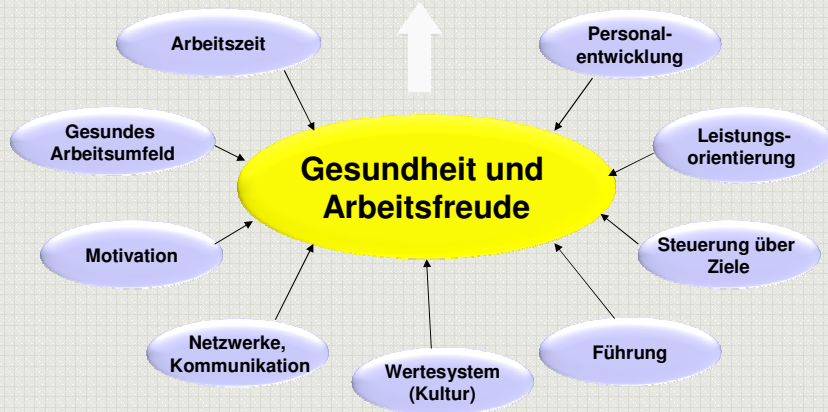 Arbeitszeit
Personal-
entwicklung
Gesundes
Arbeitsumfeld
Leistungs-
orientierung
Gesundheit und
Arbeitsfreude
Motivation
Steuerung über
Ziele
Netzwerke,
Kommunikation
Wertesystem
(Kultur)
Führung